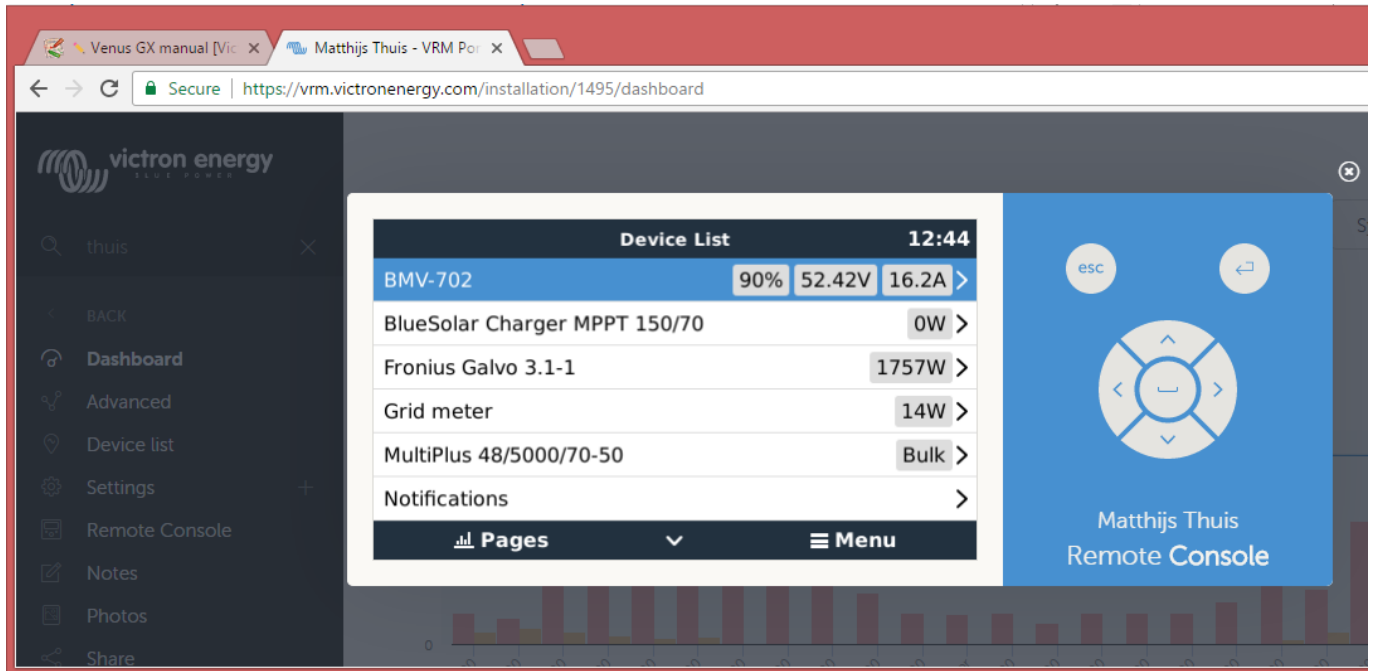 Venus GX manual [Vic
Matthijs Thuis - VRM Por
Secure https://vrm.victronenergy.com/installation/1495/dashboard
victron energy
BLUE POWER
thuis
BACK
Dashboard
Advanced
Device list
Settings
Remote Console
Notes
Photos
Share
Device List 12:44
BMV-702 90% 52.42V 16.2A
BlueSolar Charger MPPT 150/70 0W
Fronius Galvo 3.1-1 1757W
Grid meter 14W
MultiPlus 48/5000/70-50 Bulk
Notifications
Pages Menu
esc
Matthijs Thuis
Remote Console
0